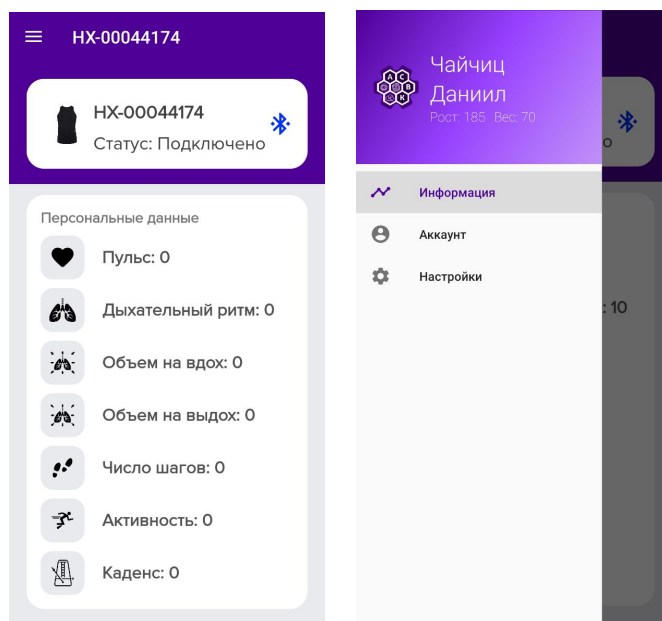 HX-00044174
HX-00044174
Статус: Подключено
Персональные данные
Пульс: 0
Дыхательный ритм: 0
Объем на вдох: 0
Объем на выдох: 0
Число шагов: 0
Активность: 0
Каденс: 0
Чайчиц
Даниил
Рост: 185 Вес: 70
Информация
Аккаунт
Настройки
о
: 10